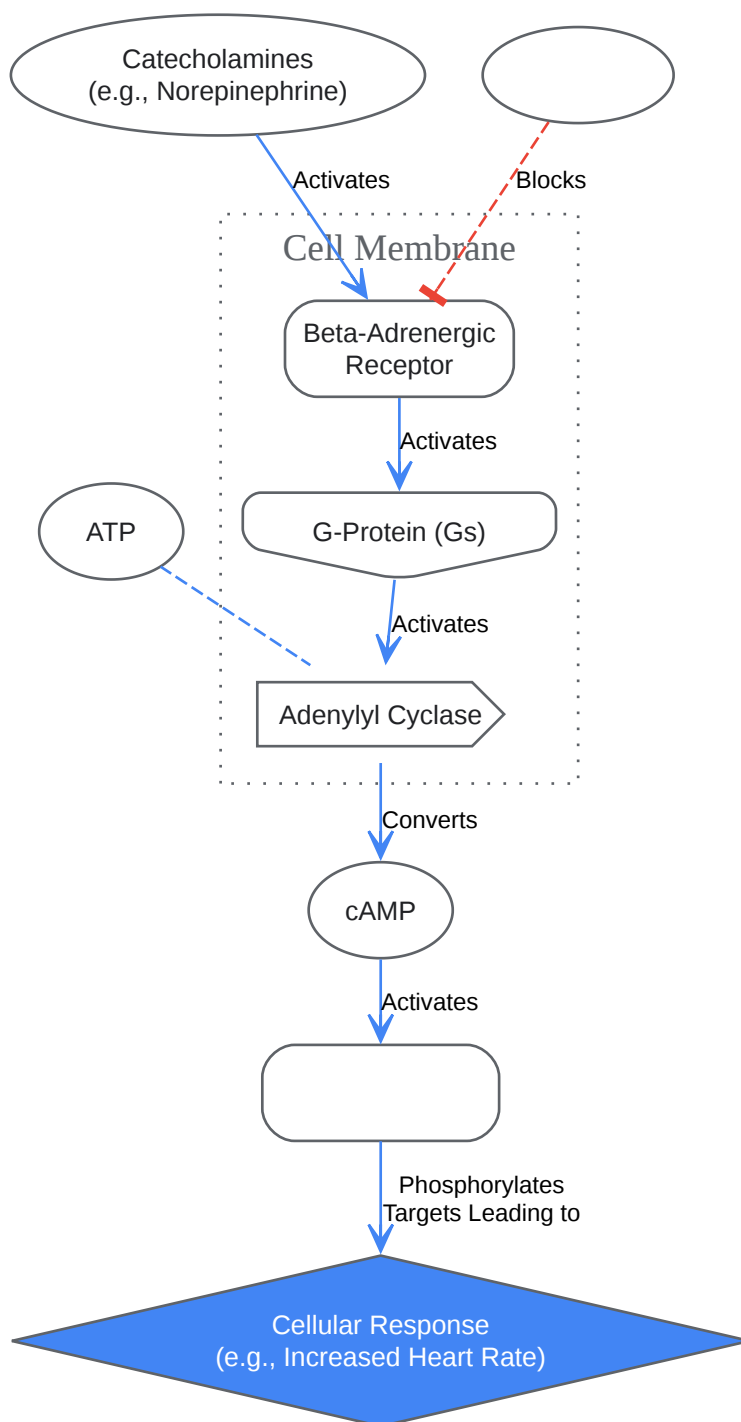 Catecholamines
(e.g., Norepinephrine)
Activates
Blocks
Cell Membrane
Beta-Adrenergic
Receptor
Activates
ATP
G-Protein (Gs)
Activates
Adenylyl Cyclase
Converts
cAMP
Activates
Phosphorylates
Targets Leading to
Cellular Response
(e.g., Increased Heart Rate)